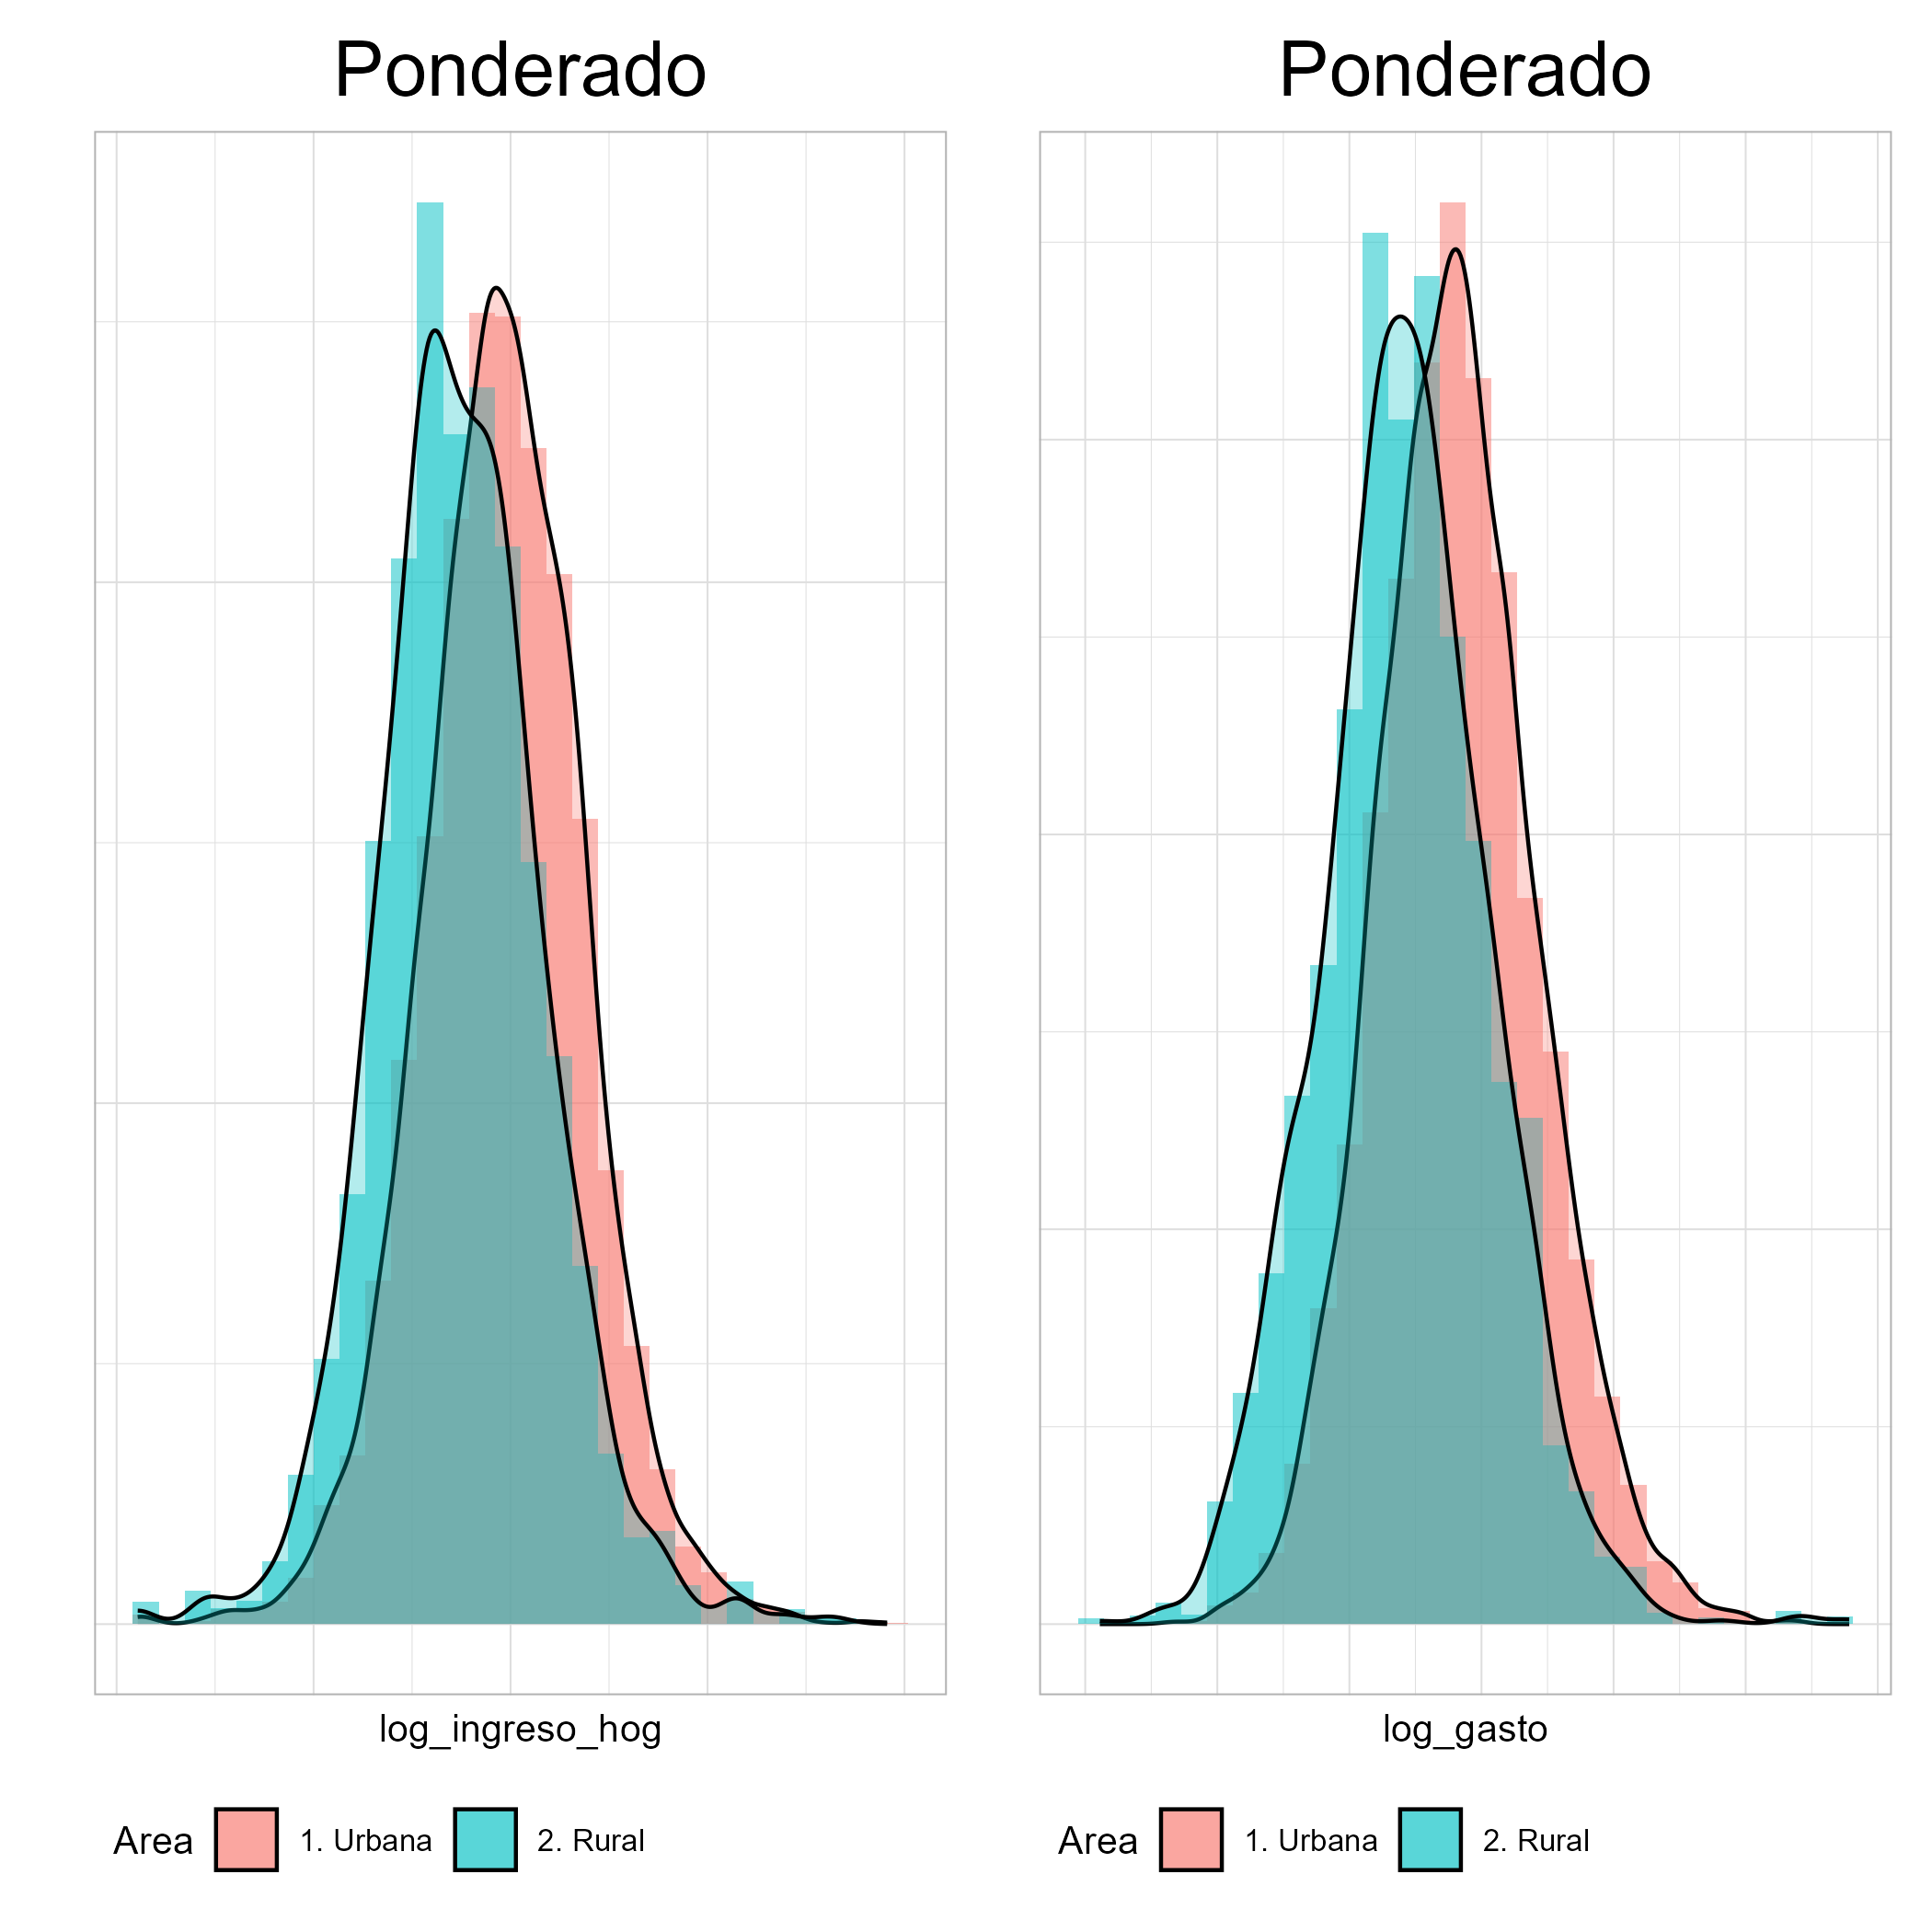 Ponderado
log_ingreso_hog
Area 1. Urbana 2. Rural
Ponderado
log_gasto
Area 1. Urbana 2. Rural